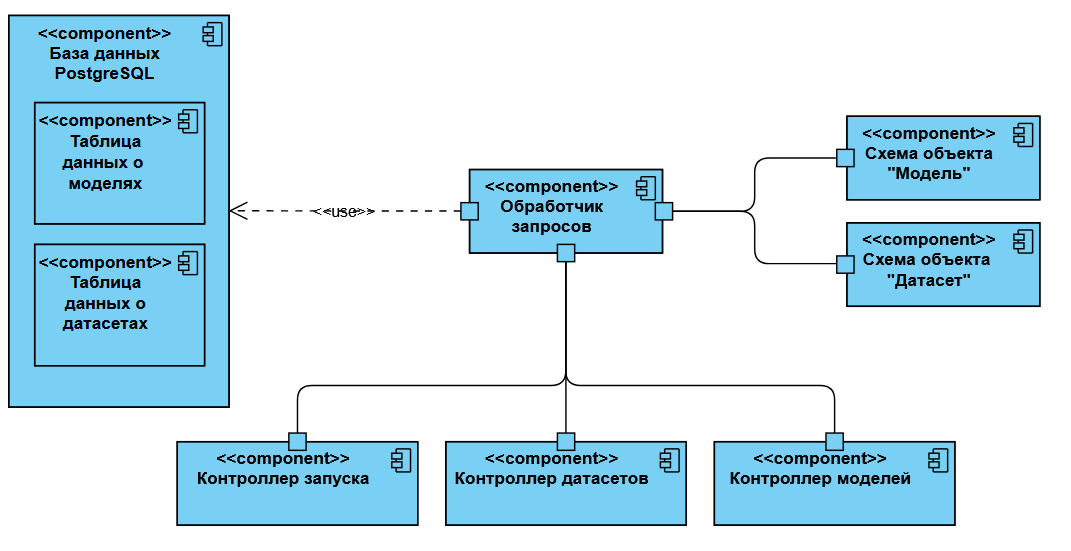 <<component>>
База данных
PostgreSQL
<<component>>
Таблица
данных о
моделях
<<component>>
Таблица
данных о
датасетах
<<use>>
<<component>>
Обработчик
запросов
<<component>>
Схема объекта
"Модель"
<<component>>
Схема объекта
"Датасет"
<<component>>
Контроллер запуска
<<component>>
Контроллер датасетов
<<component>>
Контроллер моделей